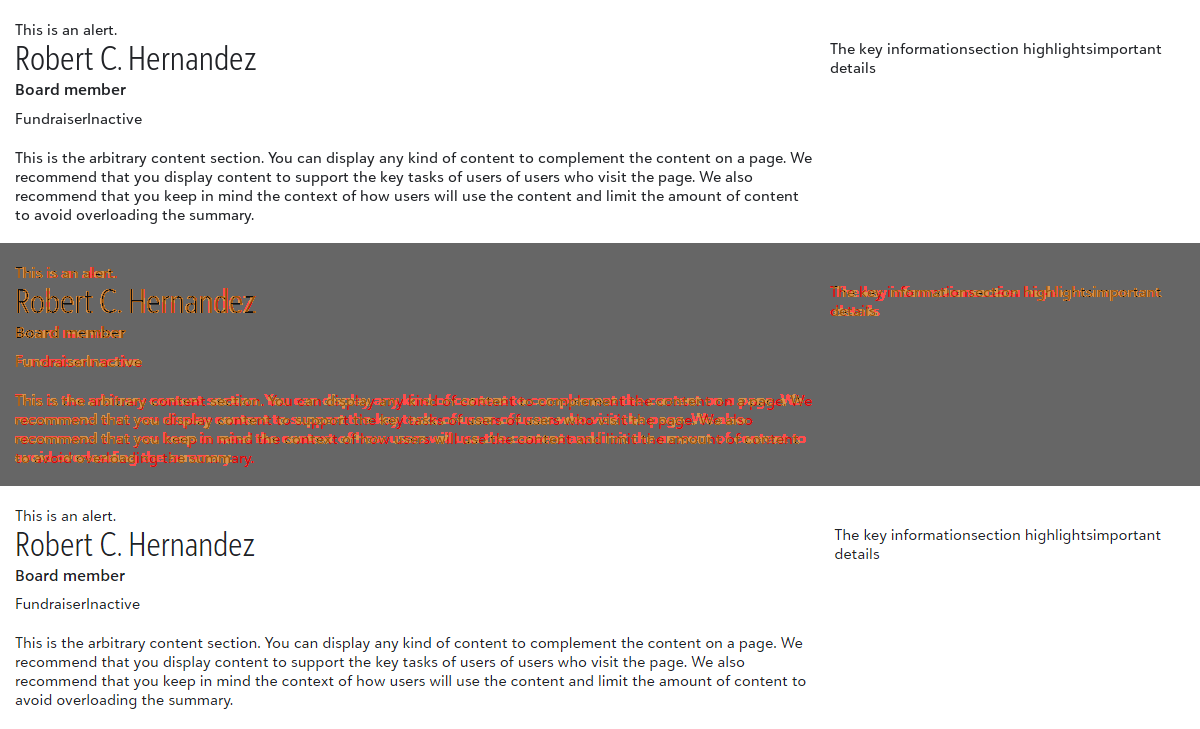 This is an alert.
Robert C. Hernandez
Board member
FundraiserInactive
The key informationsection highlightsimportant
details
This is the arbitrary content section. You can display any kind of content to complement the content on a page. We
recommend that you display content to support the key tasks of users of users who visit the page. We also
recommend that you keep in mind the context of how users will use the content and limit the amount of content
to avoid overloading the summary.
This is an alert.
Robert C. Hernandez
Board member
FundraiserInactive
The key informationsection highlightsimportant
details
This is the arbitrary content section. You can display any kind of content to complement the content on a page. We
recommend that you display content to support the key tasks of users of users who visit the page. We also
recommend that you keep in mind the context of how users will use the content and limit the amount of content to
avoid overloading the summary.
This is an alert.
Robert C. Hernandez
Board member
FundraiserInactive
The key informationsection highlightsimportant
details
This is the arbitrary content section. You can display any kind of content to complement the content on a page. We
recommend that you display content to support the key tasks of users of users who visit the page. We also
recommend that you keep in mind the context of how users will use the content and limit the amount of content to
avoid overloading the summary.